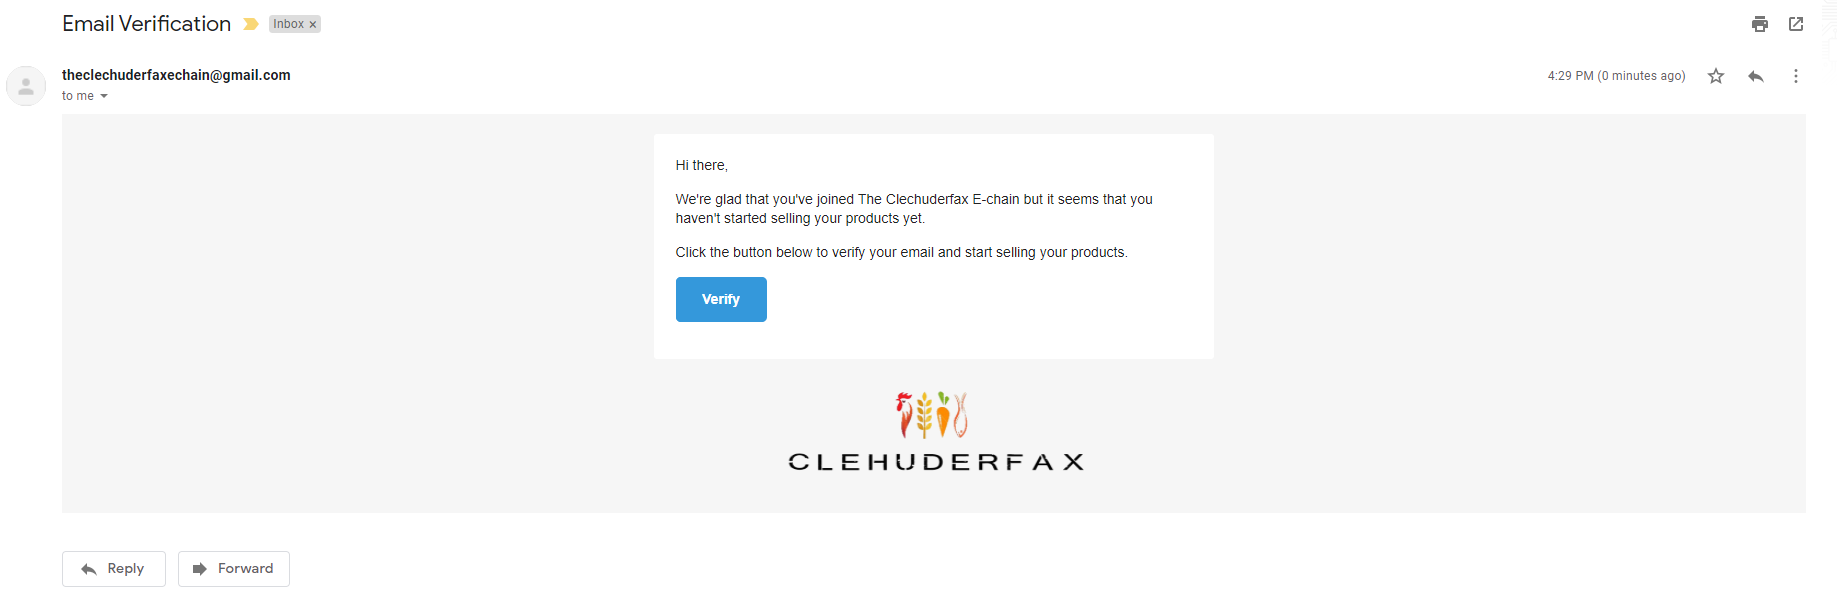 Email Verification
Inbox ×
theclechuderfaxechain@gmail.com
4:29 PM (0 minutes ago)
to me
Hi there,
We're glad that you've joined The Clechuderfax E-chain but it seems that you
haven't started selling your products yet.
Click the button below to verify your email and start selling your products.
Verify
CLEHUDERFAX
Reply
Forward